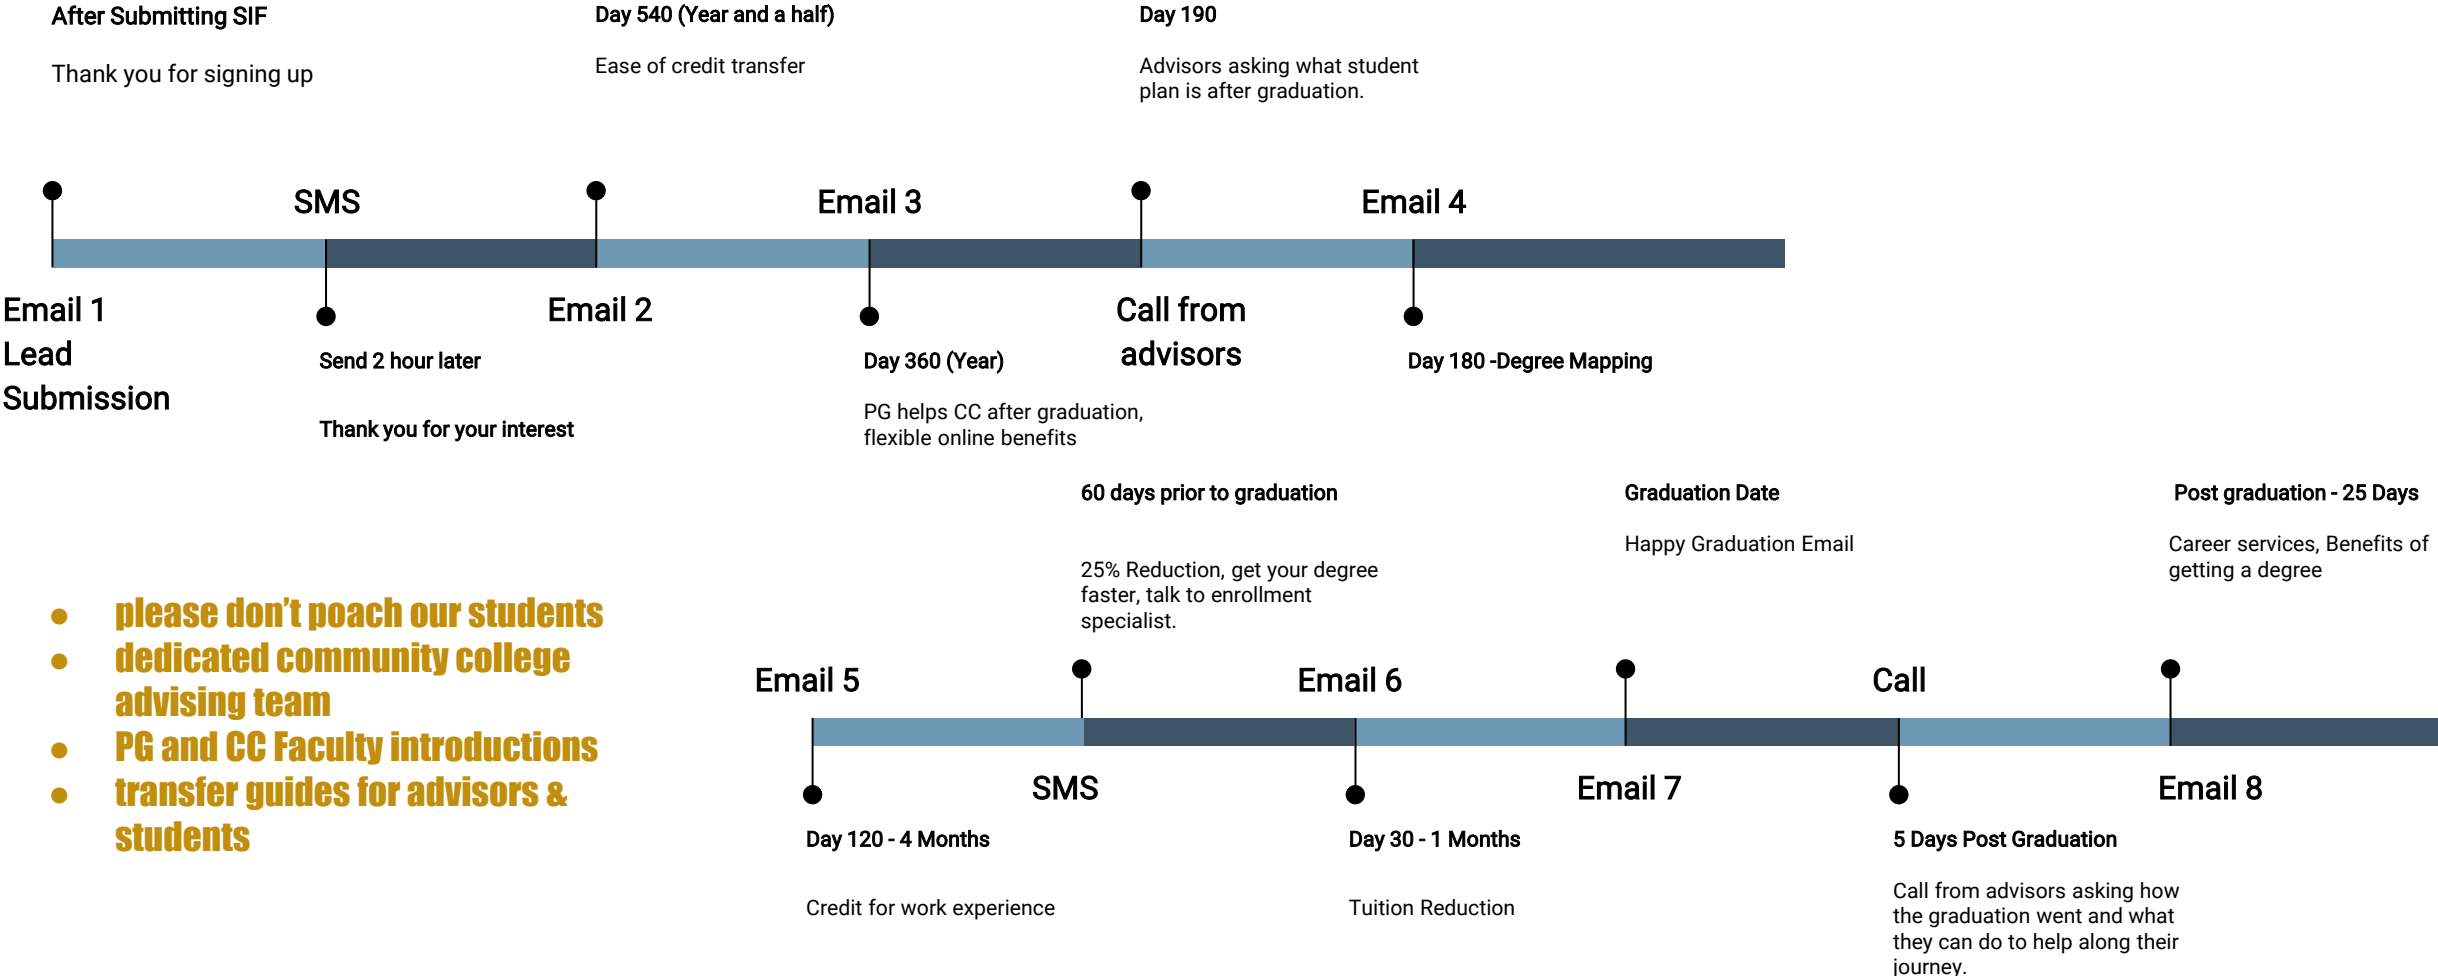 After Submitting SIF
Thank you for signing up
Day 540 (Year and a half)
Ease of credit transfer
Day 190
Advisors asking what student
plan is after graduation.
SMS
Email 3
Email 4
Email 1
Lead
Submission
Email 2
Call from
advisors
Send 2 hour later
Thank you for your interest
Day 360 (Year)
PG helps CC after graduation,
flexible online benefits
Day 180 -Degree Mapping
60 days prior to graduation
25% Reduction, get your degree
faster, talk to enrollment
specialist.
Graduation Date
Happy Graduation Email
Post graduation - 25 Days
Career services, Benefits of
getting a degree
● please don’t poach our students
● dedicated community college
advising team
● PG and CC Faculty introductions
● transfer guides for advisors &
students
Email 5
Email 6
Call
SMS
Email 7
Email 8
Day 120 - 4 Months
Credit for work experience
Day 30 - 1 Months
Tuition Reduction
5 Days Post Graduation
Call from advisors asking how
the graduation went and what
they can do to help along their
journey.